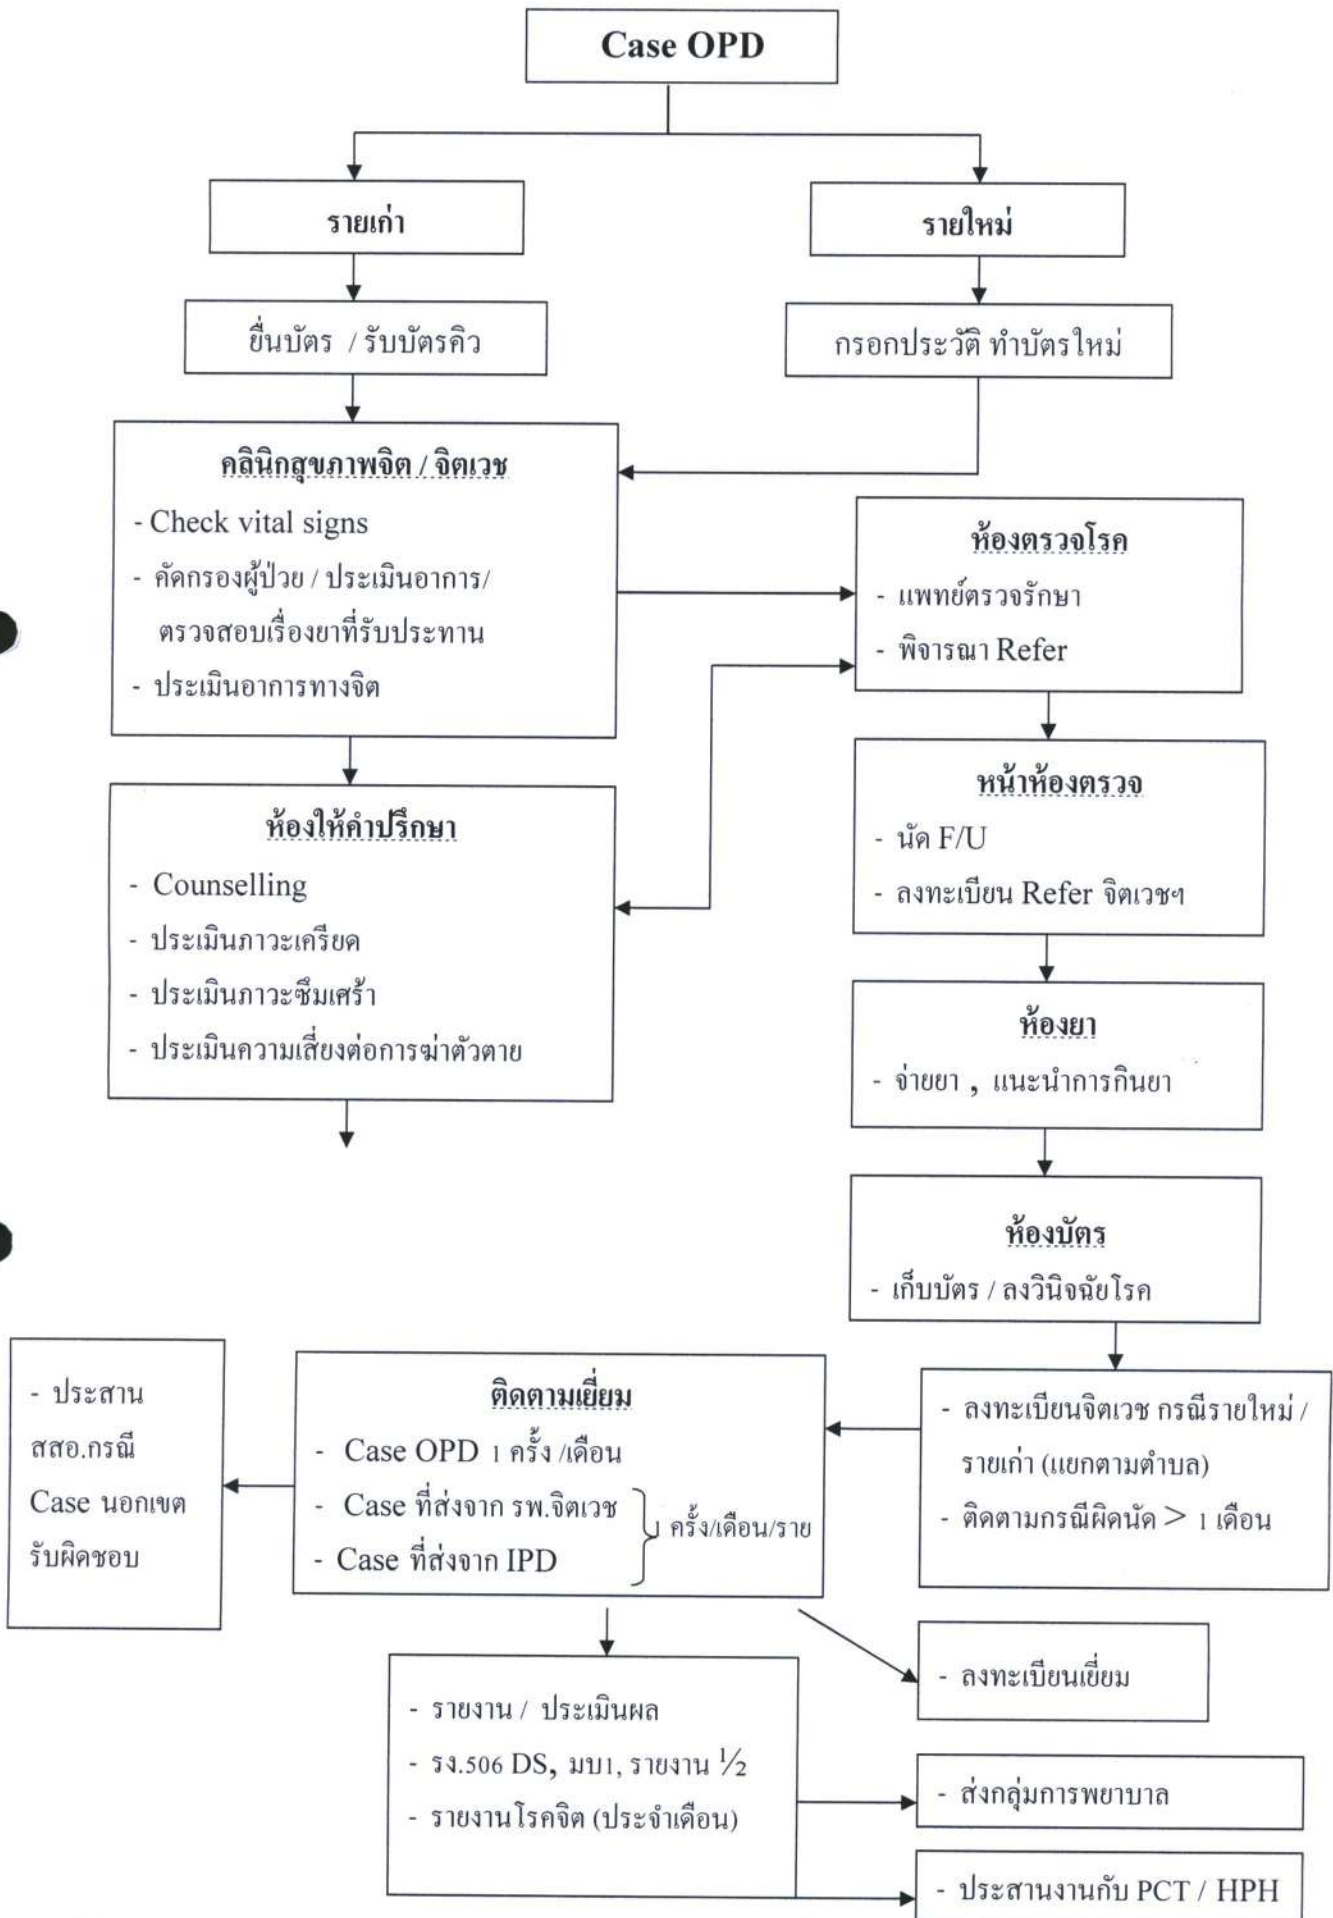 Case OPD
รายเก่า
รายใหม่
ยื่นบัตร / รับบัตรคิว
กรอกประวัติ ทำบัตรใหม่
คลินิกสุขภาพจิต / จิตเวช
- Check vital signs
- คัดกรองผู้ป่วย / ประเมินอาการ/
ตรวจสอบเรื่องยาที่รับประทาน
- ประเมินอาการทางจิต
ห้องตรวจโรค
- แพทย์ตรวจรักษา
- พิจารณา Refer
ห้องให้คำปรึกษา
- Counselling
- ประเมินภาวะเครียด
- ประเมินภาวะซึมเศร้า
- ประเมินความเสี่ยงต่อการฆ่าตัวตาย
หน้าห้องตรวจ
- นัด F/U
- ลงทะเบียน Refer จิตเวชฯ
ห้องยา
- จ่ายยา , แนะนำการกินยา
ห้องบัตร
- เก็บบัตร / ลงวินิจฉัยโรค
- ลงทะเบียนจิตเวช กรณีรายใหม่ /
รายเก่า (แยกตามตำบล)
- ติดตามกรณีผิดนัด > 1 เดือน
ติดตามเยี่ยม
- Case OPD 1 ครั้ง /เดือน
- Case ที่ส่งจาก รพ.จิตเวช
- Case ที่ส่งจาก IPD
1 ครั้ง/เดือน/ราย
- ประสาน
สสอ.กรณี
Case นอกเขต
รับผิดชอบ
- ลงทะเบียนเยี่ยม
- รายงาน / ประเมินผล
- รง.506 DS, มบ1, รายงาน ½
- รายงานโรคจิต (ประจำเดือน)
- ส่งกลุ่มการพยาบาล
- ประสานงานกับ PCT / HPH